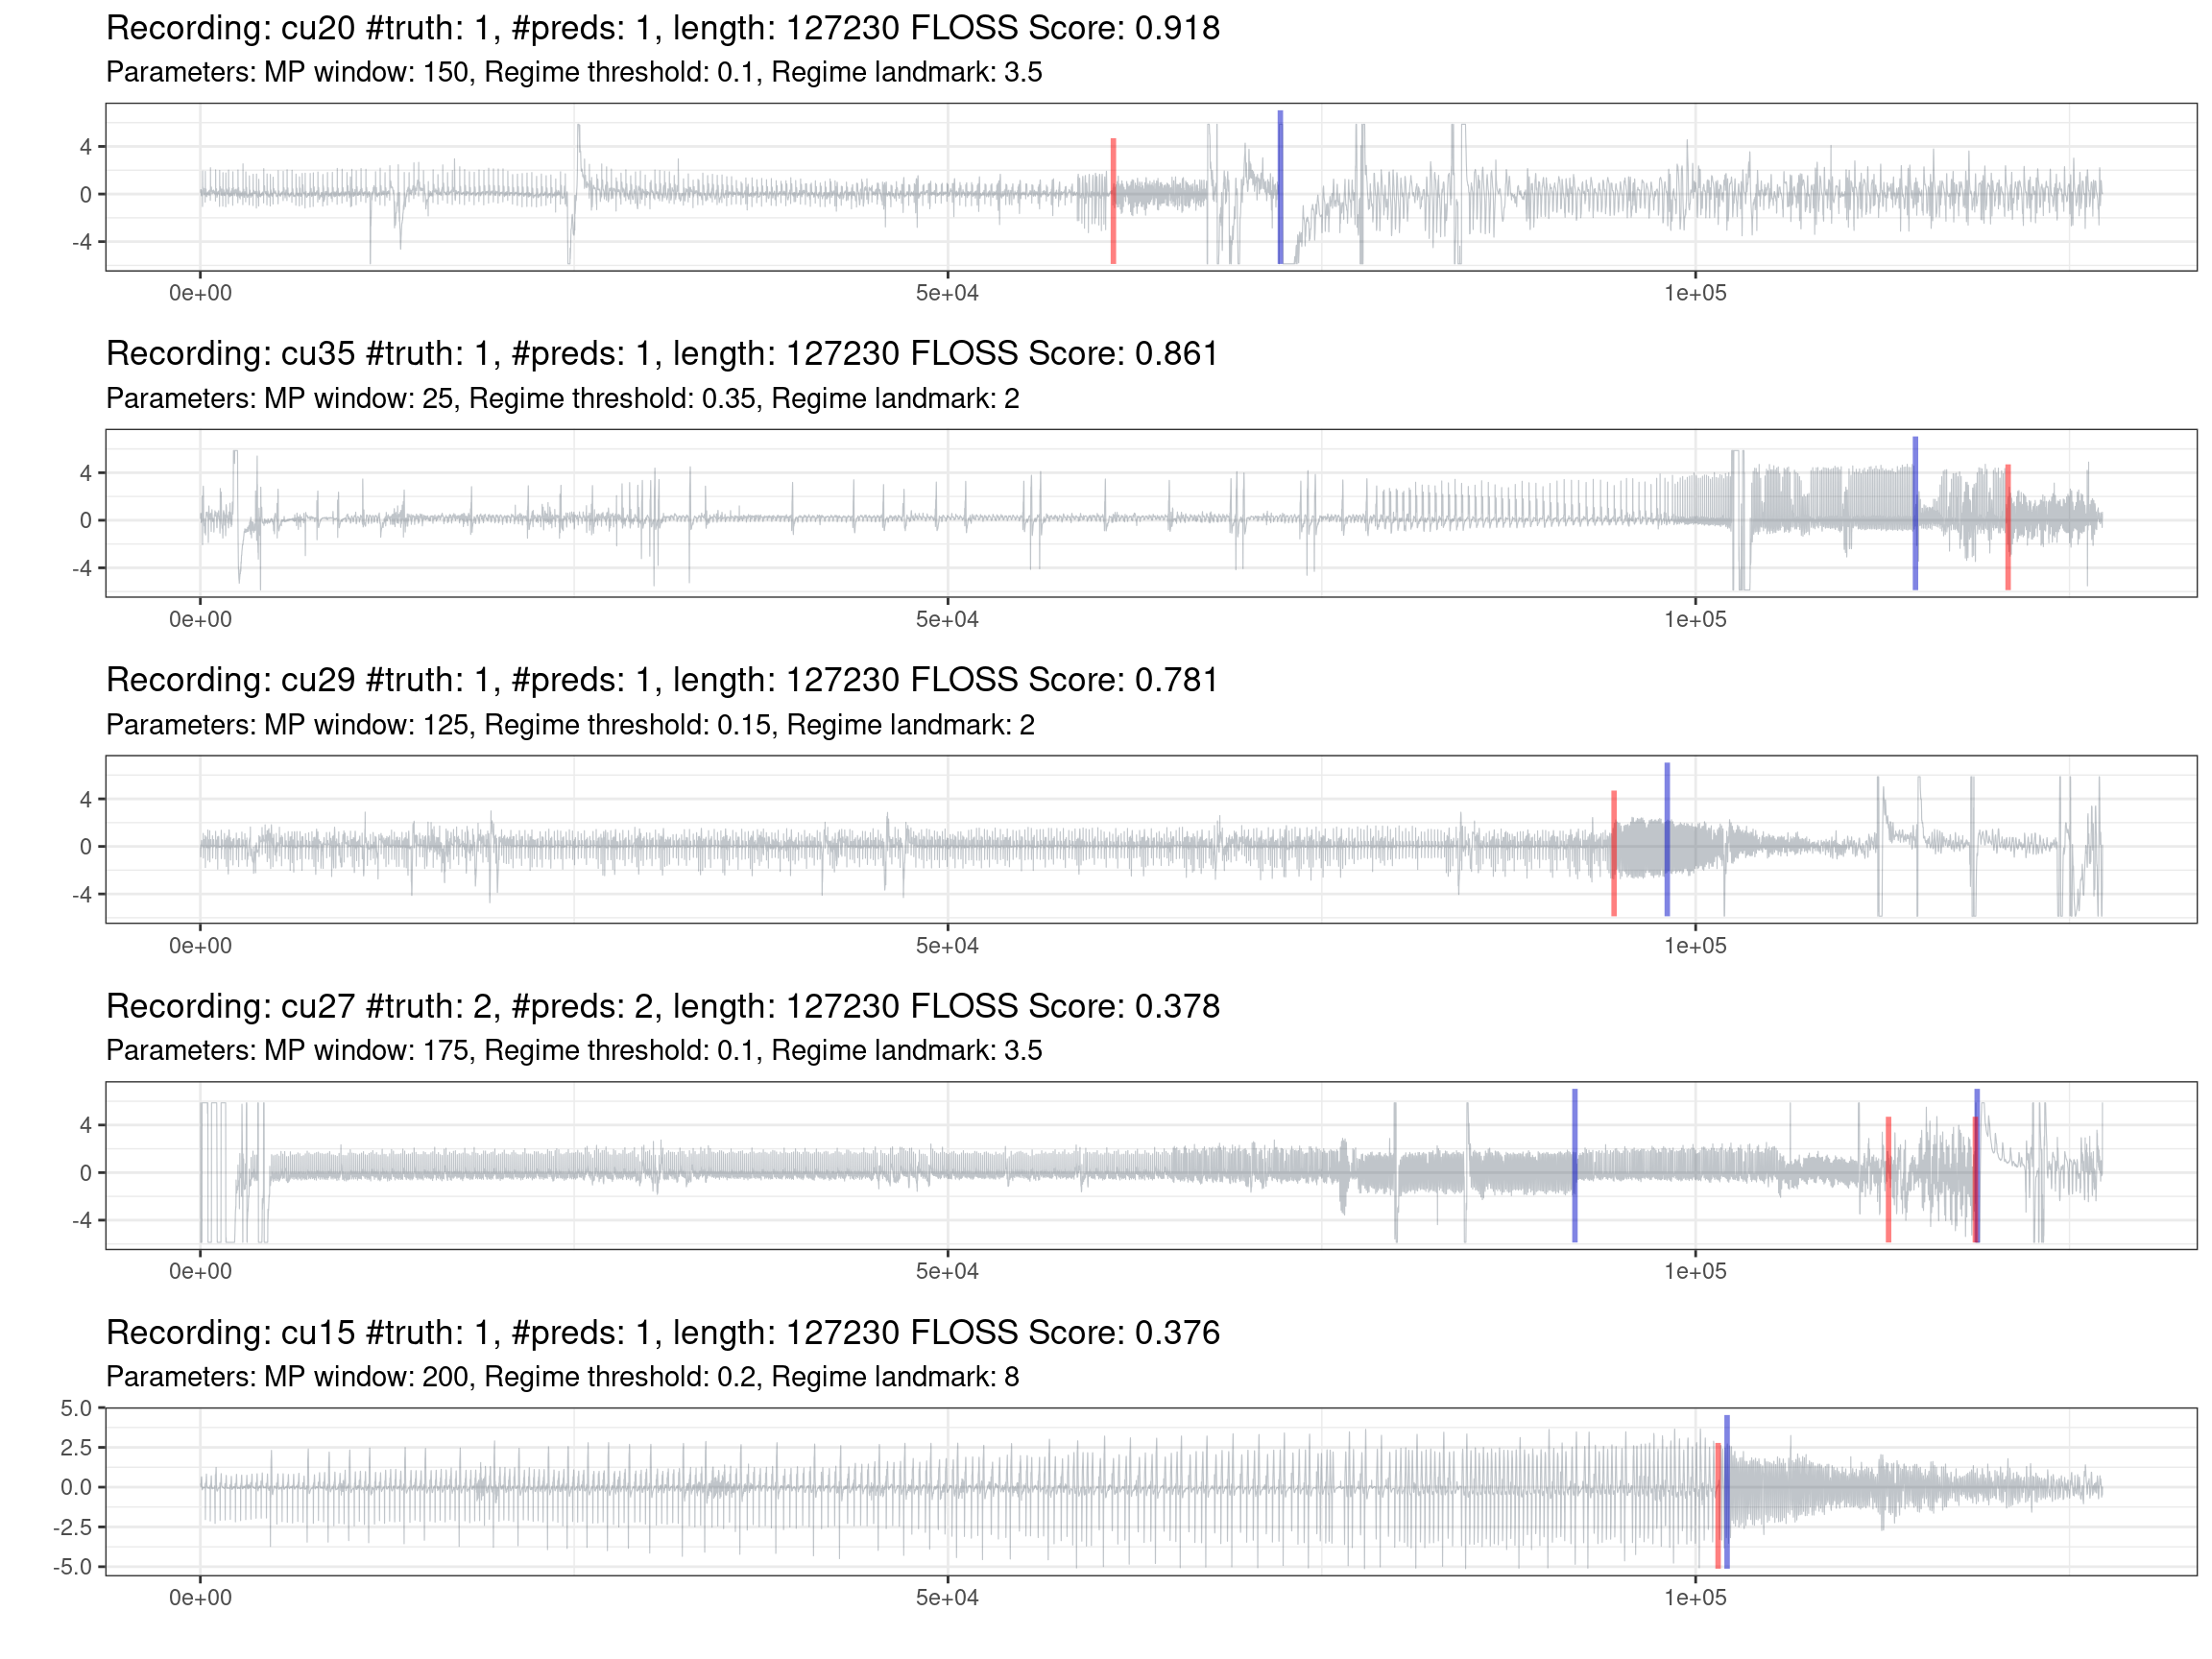 Recording: cu20 #truth: 1, #preds: 1, length: 127230 FLOSS Score: 0.918
Parameters: MP window: 150, Regime threshold: 0.1, Regime landmark: 3.5
4
0
-4
0e+00 5e+04 1e+05
Recording: cu35 #truth: 1, #preds: 1, length: 127230 FLOSS Score: 0.861
Parameters: MP window: 25, Regime threshold: 0.35, Regime landmark: 2
4
0
-4
0e+00 5e+04 1e+05
Recording: cu29 #truth: 1, #preds: 1, length: 127230 FLOSS Score: 0.781
Parameters: MP window: 125, Regime threshold: 0.15, Regime landmark: 2
4
0
-4
0e+00 5e+04 1e+05
Recording: cu27 #truth: 2, #preds: 2, length: 127230 FLOSS Score: 0.378
Parameters: MP window: 175, Regime threshold: 0.1, Regime landmark: 3.5
4
0
-4
0e+00 5e+04 1e+05
Recording: cu15 #truth: 1, #preds: 1, length: 127230 FLOSS Score: 0.376
Parameters: MP window: 200, Regime threshold: 0.2, Regime landmark: 8
5.0
2.5
0.0
-2.5
-5.0
0e+00 5e+04 1e+05